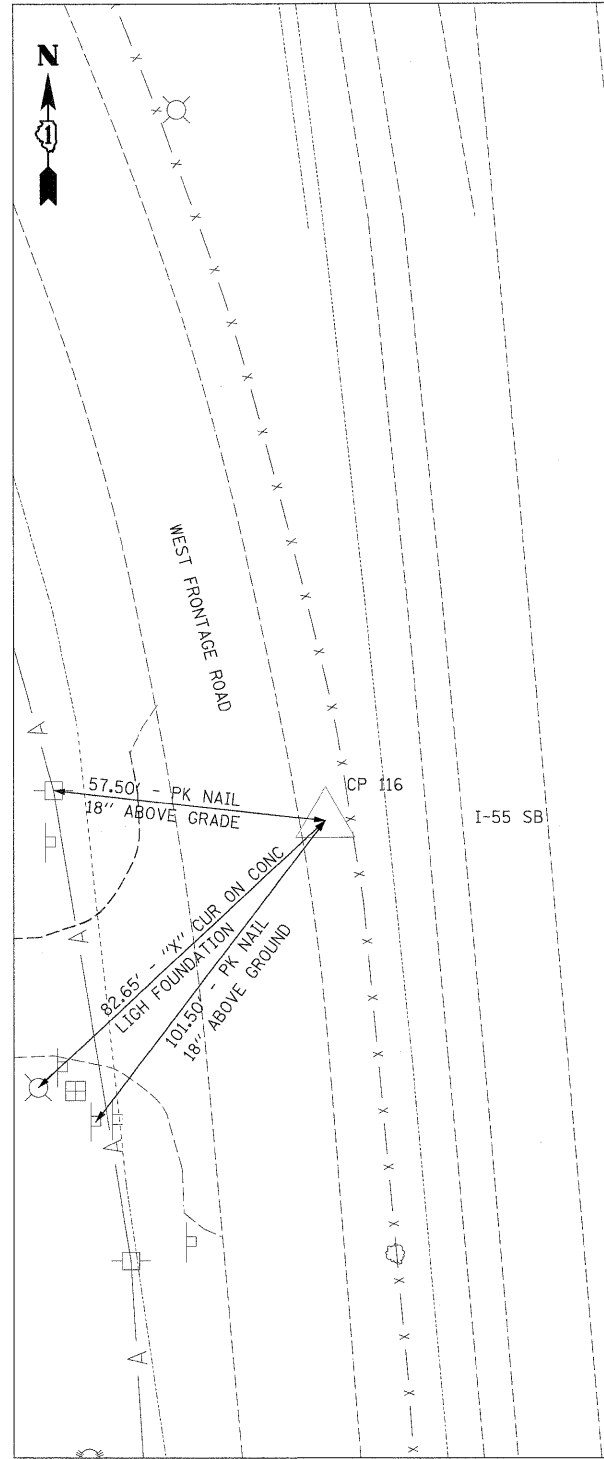 N
1
WEST FRONTAGE ROAD
57.50' - PK NAIL
18" ABOVE GRADE
CP 116
I-55 SB
82.65' - "X" CUR ON CONC
LIGH FOUNDATION
101.50' - PK NAIL
18" ABOVE GROUND
A
A
A
A